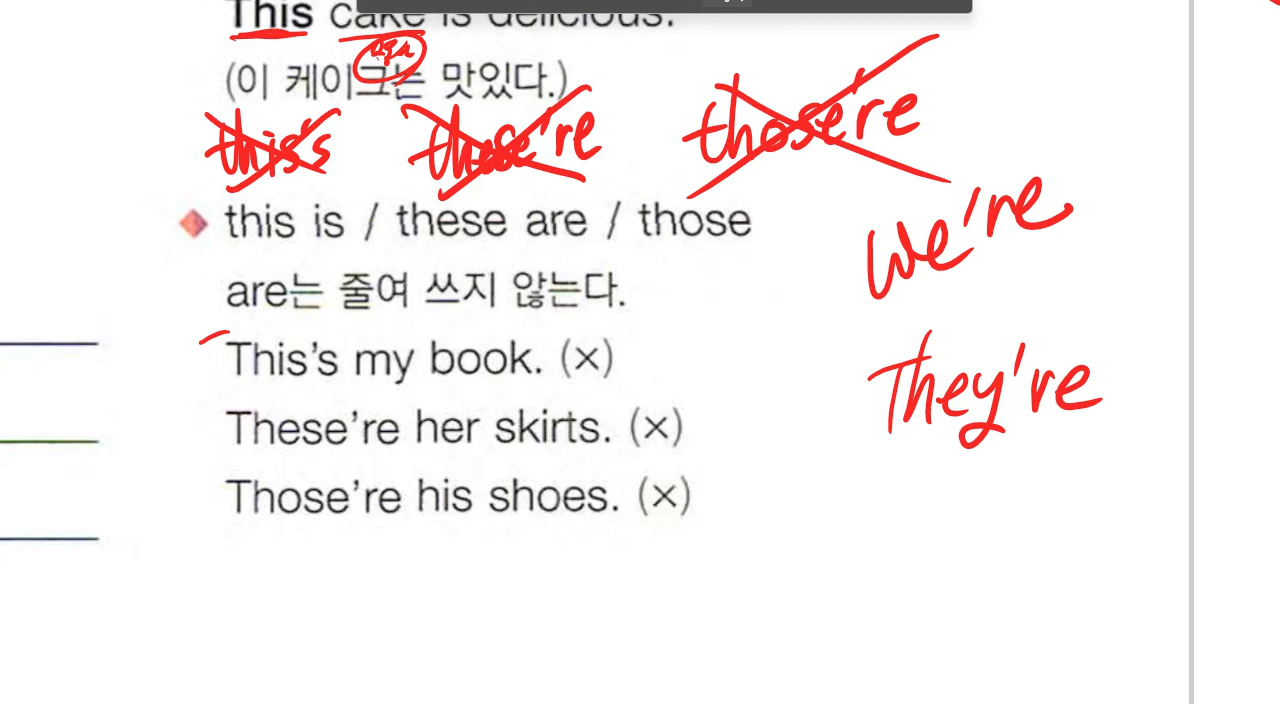 This cake is delicious.
(이 케이크는 맛있다.)
this's these're those're
this is / these are / those
are는 줄여 쓰지 않는다.
We're
This's my book. (×)
They're
These're her skirts. (×)
Those're his shoes. (×)